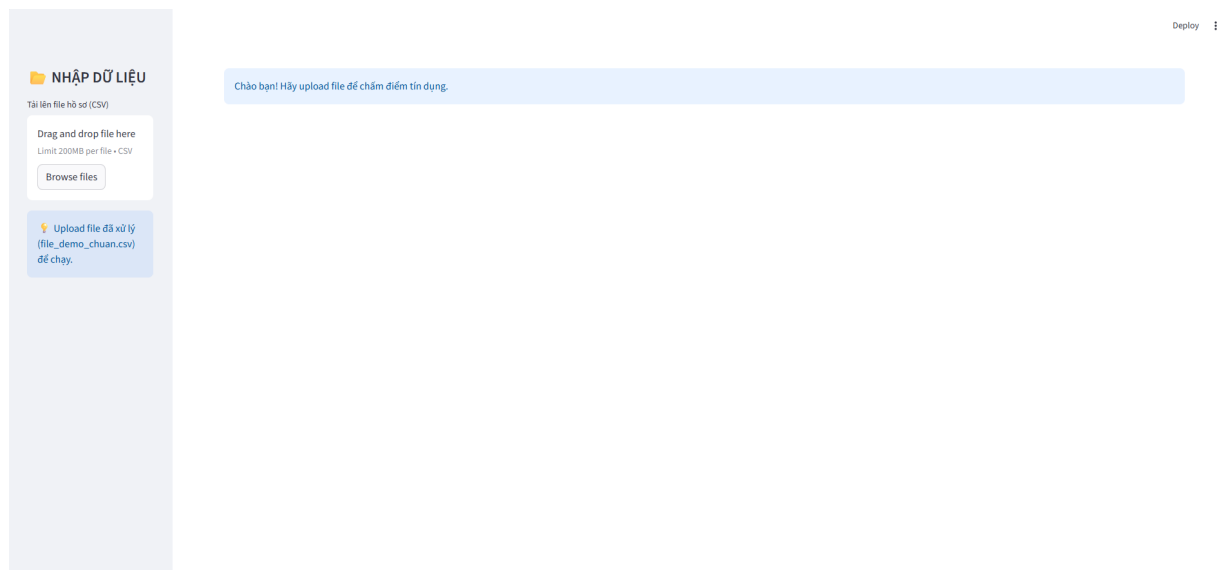 Deploy
NHẬP DỮ LIỆU
Tải lên file hồ sơ (CSV)
Drag and drop file here
Limit 200MB per file • CSV
Browse files
Upload file đã xử lý
(file_demo_chuan.csv)
để chạy.
Chào bạn! Hãy upload file để chấm điểm tín dụng.